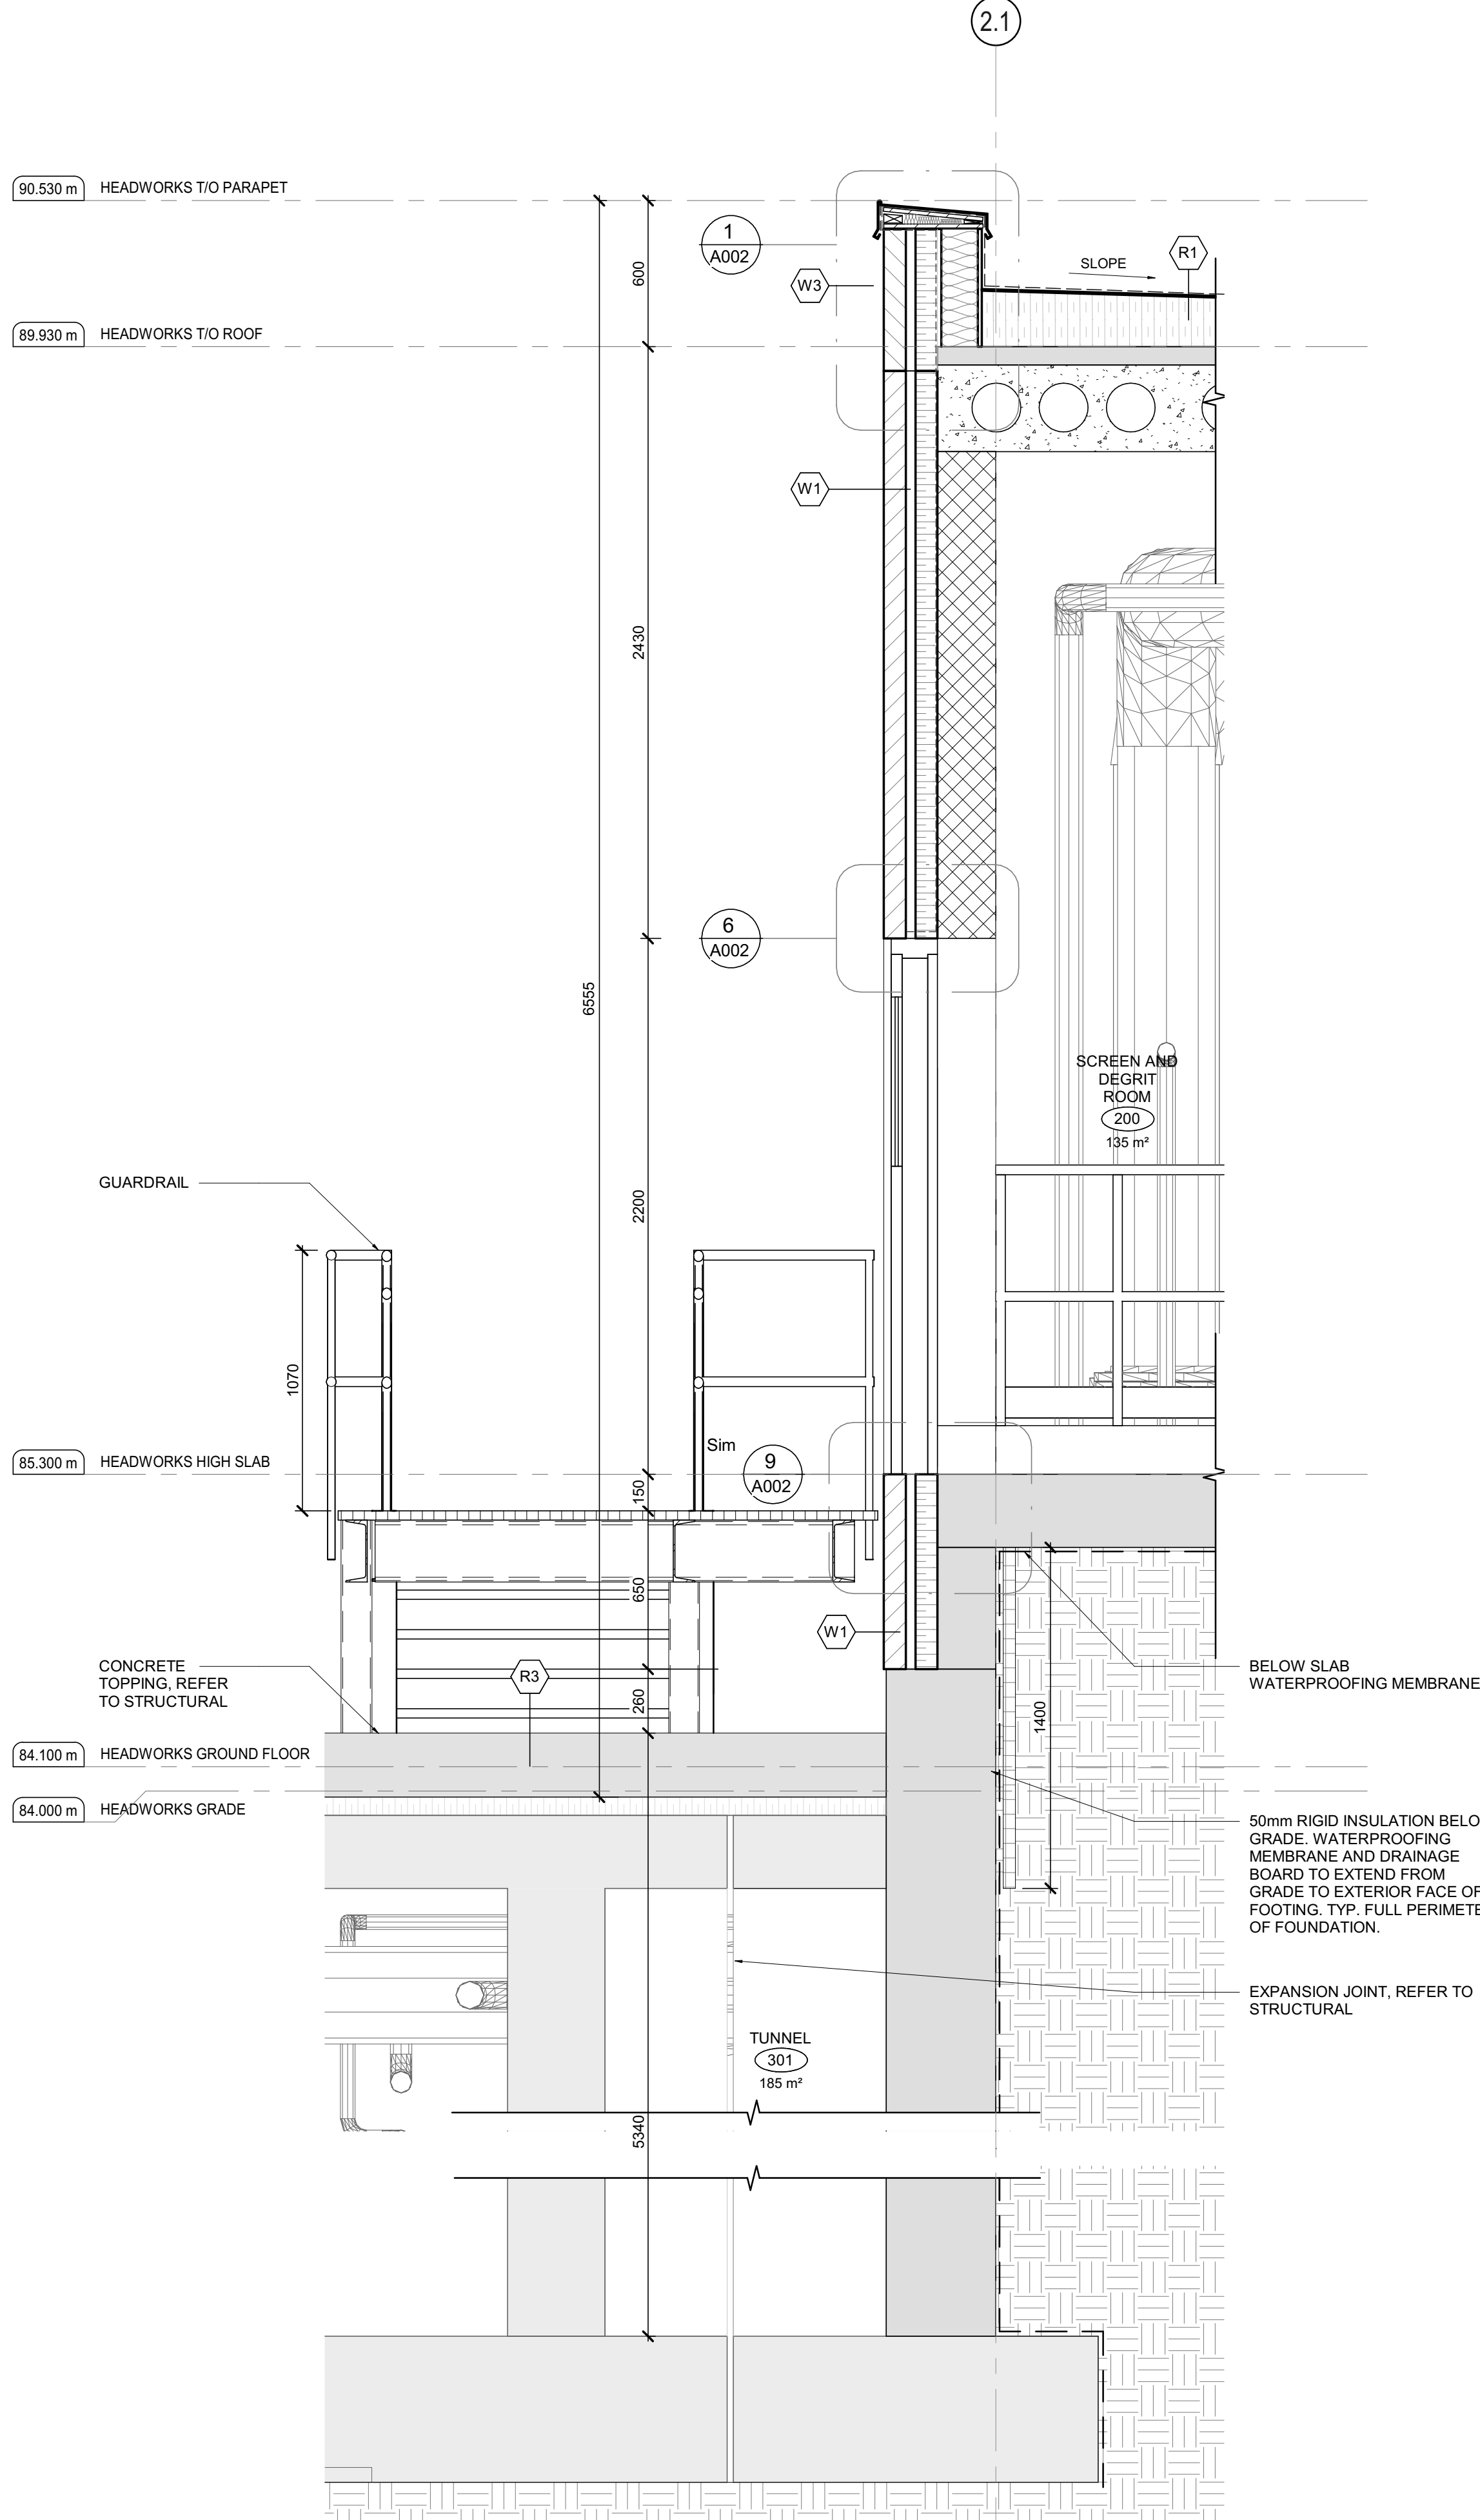 2.1
90.530 m HEADWORKS T/O PARAPET
1
A002
600
W3
SLOPE
R1
89.930 m HEADWORKS T/O ROOF
W1
2430
6
A002
6555
SCREEN AND
DEGRIT
ROOM
200
135 m²
GUARDRAIL
2200
1070
Sim
9
A002
85.300 m HEADWORKS HIGH SLAB
150
650
W1
CONCRETE
TOPPING, REFER
TO STRUCTURAL
R3
260
1400
BELOW SLAB
WATERPROOFING MEMBRANE
84.100 m HEADWORKS GROUND FLOOR
84.000 m HEADWORKS GRADE
50mm RIGID INSULATION BELO
GRADE. WATERPROOFING
MEMBRANE AND DRAINAGE
BOARD TO EXTEND FROM
GRADE TO EXTERIOR FACE OF
FOOTING. TYP. FULL PERIMETE
OF FOUNDATION.
EXPANSION JOINT, REFER TO
STRUCTURAL
TUNNEL
301
185 m²
5340